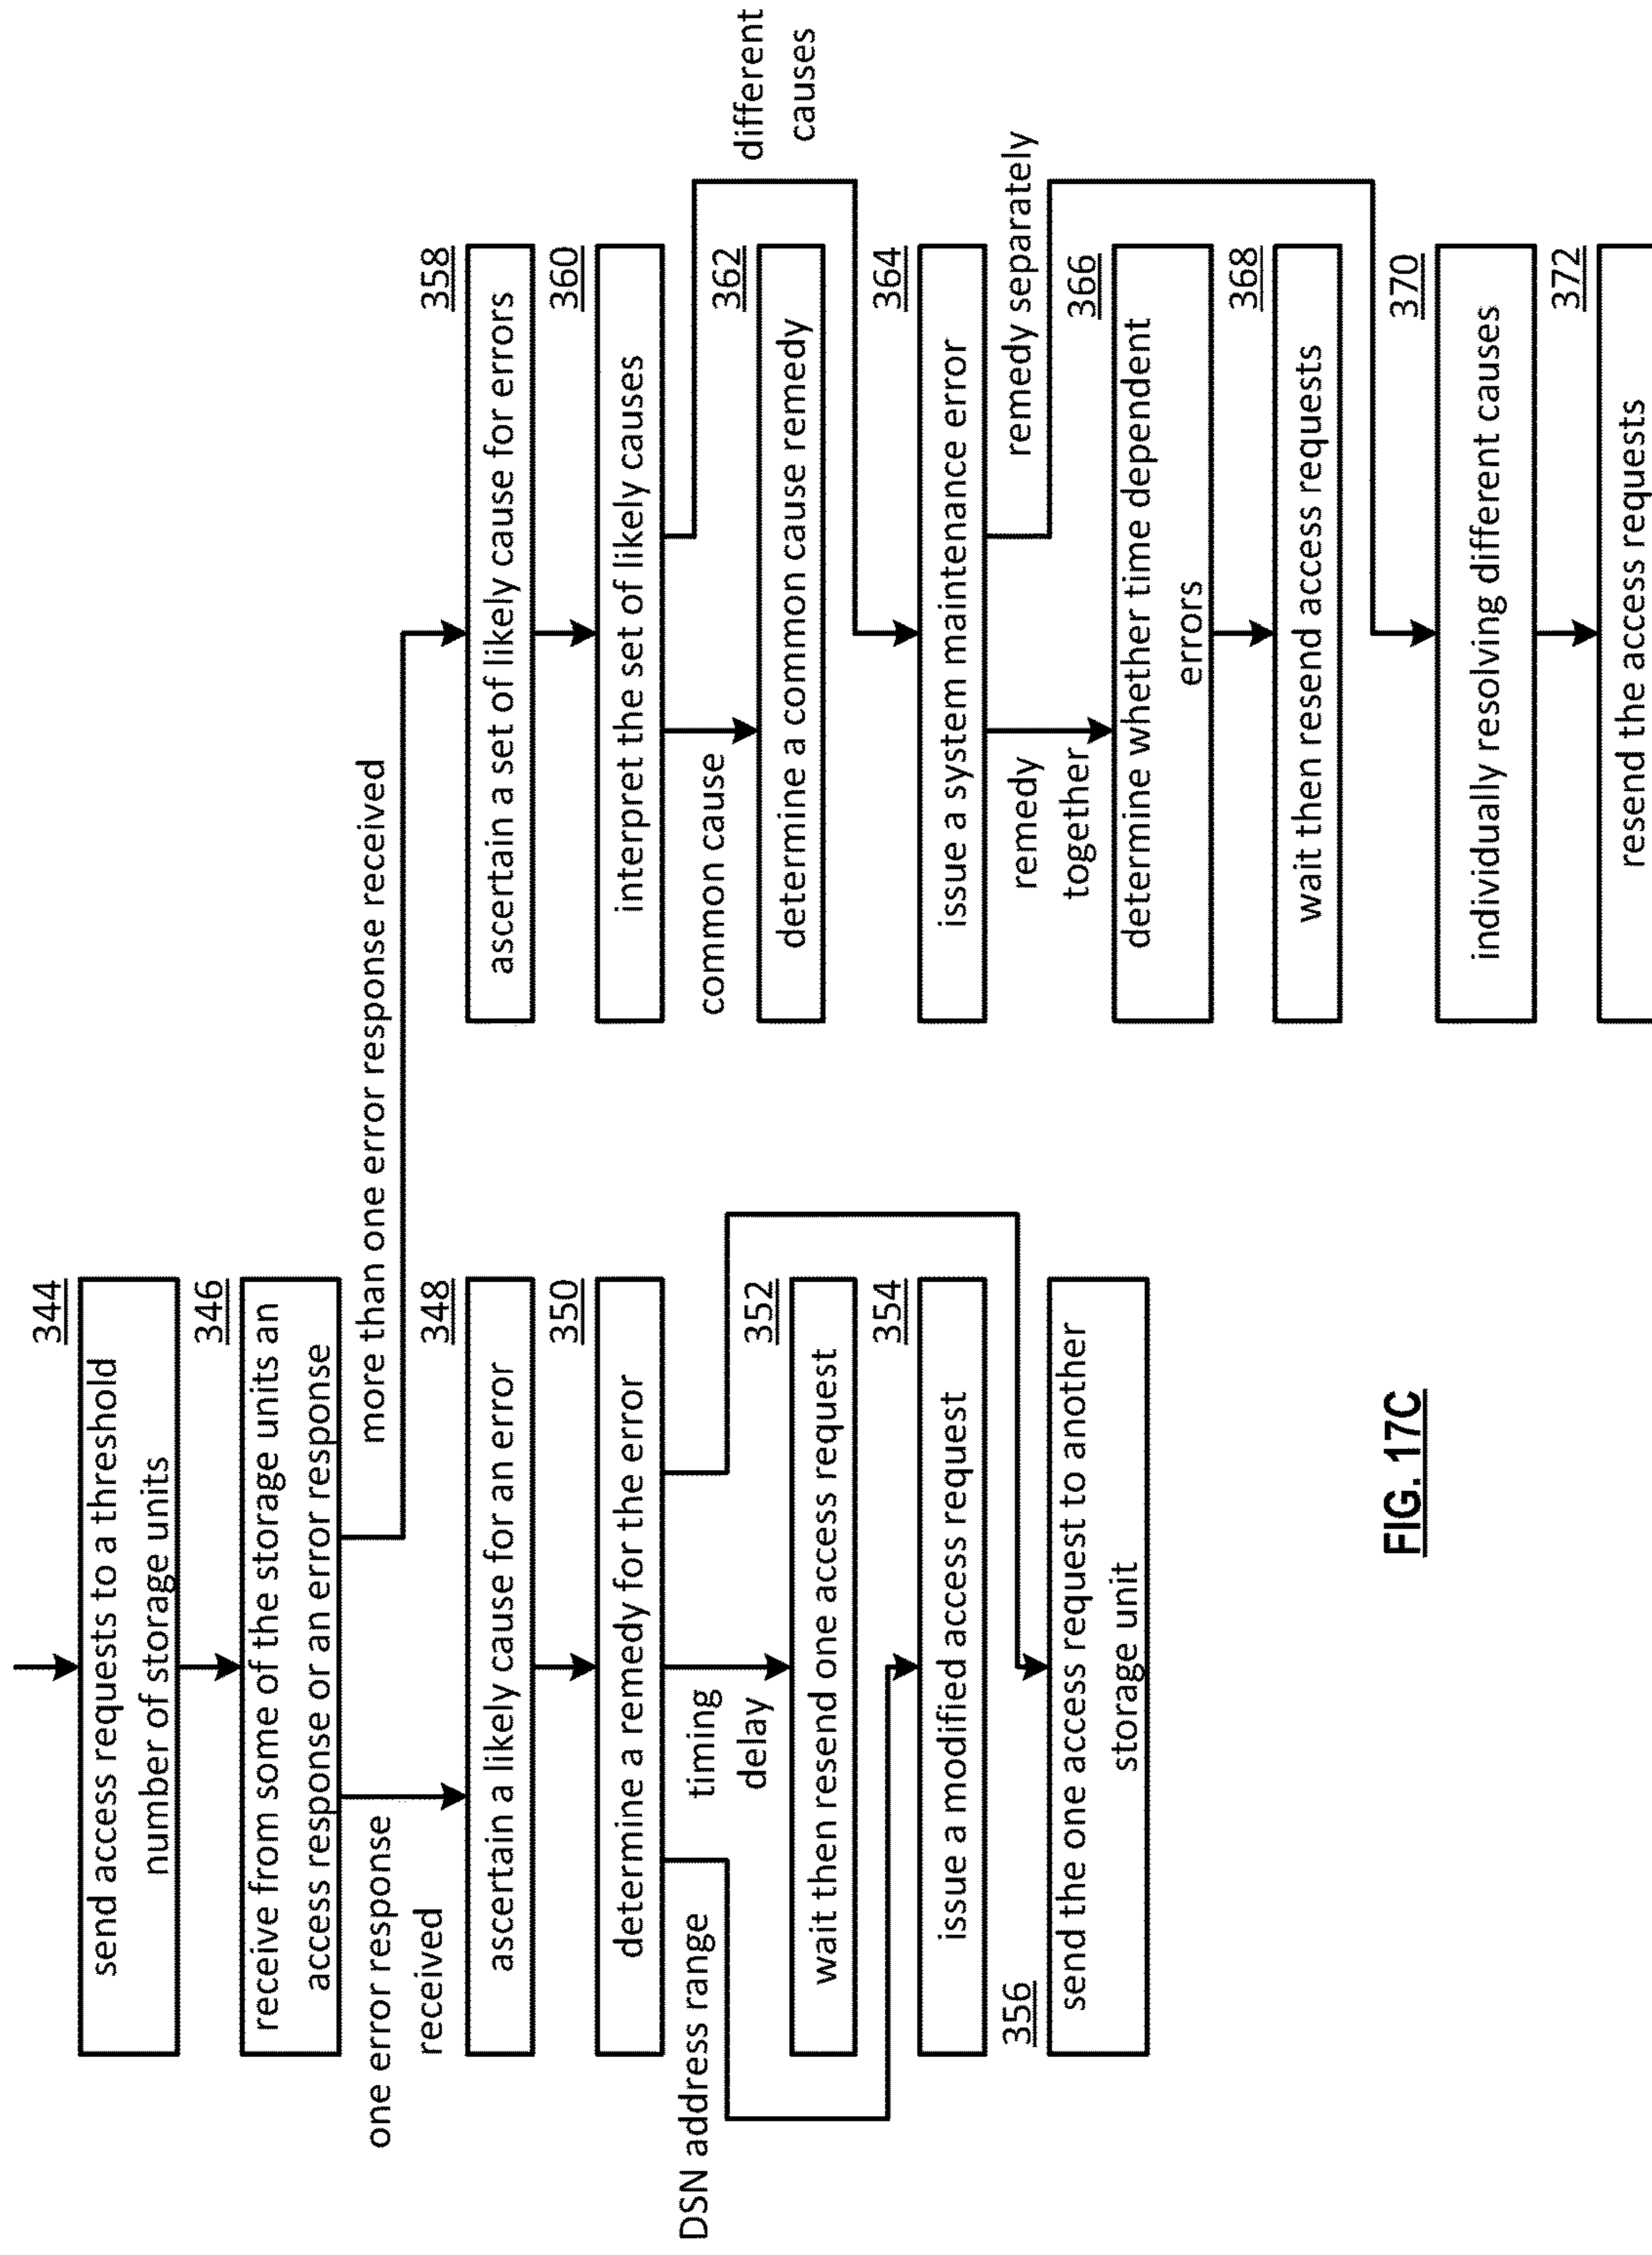 344
send access requests to a threshold
number of storage units
346
receive from some of the storage units an
access response or an error response
one error response
received
more than one error response received
348
ascertain a likely cause for an error
350
determine a remedy for the error
DSN address range
timing
delay
352
wait then resend one access request
354
issue a modified access request
356
send the one access request to another
storage unit
358
ascertain a set of likely cause for errors
360
interpret the set of likely causes
common cause
different
causes
362
determine a common cause remedy
364
issue a system maintenance error
remedy
together
remedy separately
366
determine whether time dependent
errors
368
wait then resend access requests
370
individually resolving different causes
372
resend the access requests
FIG. 17C